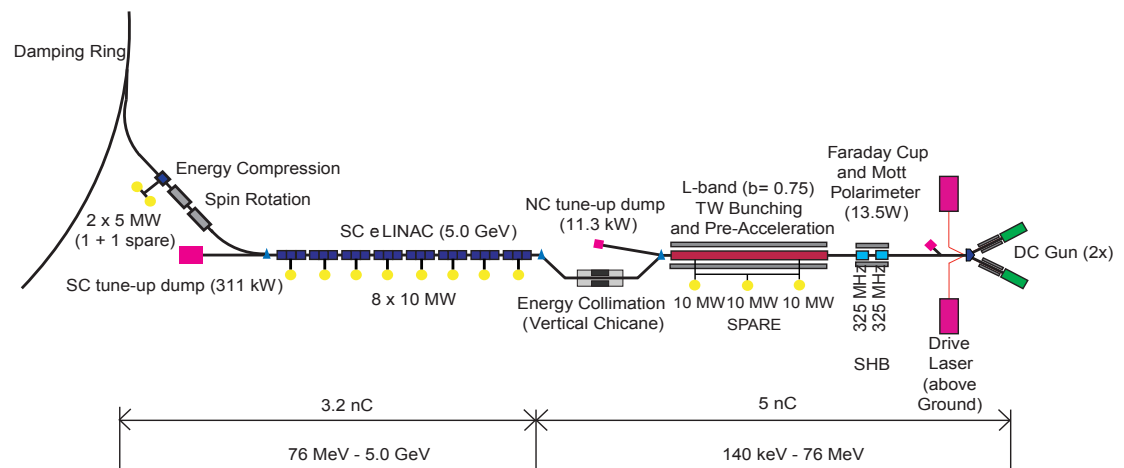 Damping Ring
Energy Compression
Spin Rotation
2 x 5 MW
(1 + 1 spare)
SC tune-up dump (311 kW)
SC e LINAC (5.0 GeV)
8 x 10 MW
NC tune-up dump
(11.3 kW)
Energy Collimation
(Vertical Chicane)
L-band (b= 0.75)
TW Bunching
and Pre-Acceleration
10 MW
10 MW
10 MW
SPARE
Faraday Cup
and Mott
Polarimeter
(13.5W)
325 MHz
325 MHz
SHB
DC Gun (2x)
Drive
Laser
(above
Ground)
3.2 nC
5 nC
76 MeV - 5.0 GeV
140 keV - 76 MeV